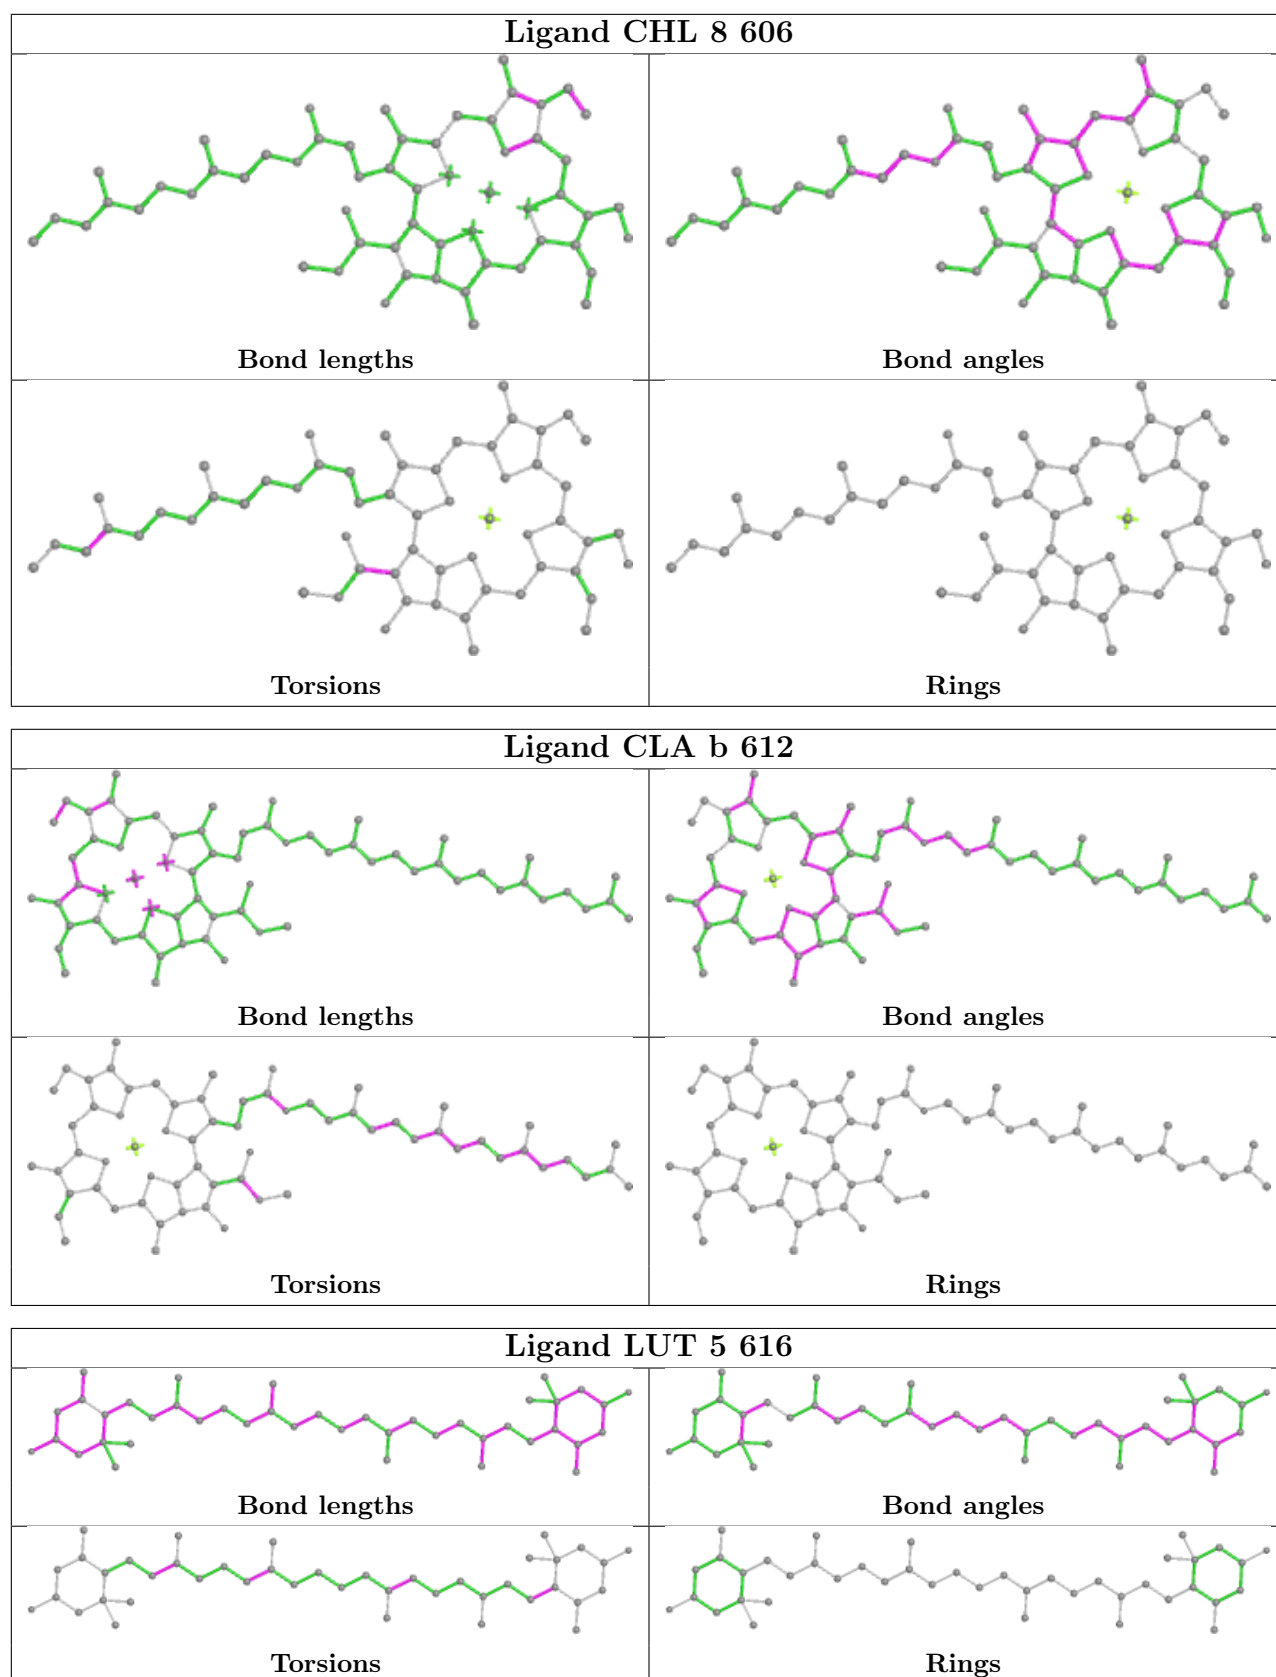 Ligand CHL 8 606
Bond lengths
Bond angles
Torsions
Rings
Ligand CLA b 612
Bond lengths
Bond angles
Torsions
Rings
Ligand LUT 5 616
Bond lengths
Bond angles
Torsions
Rings